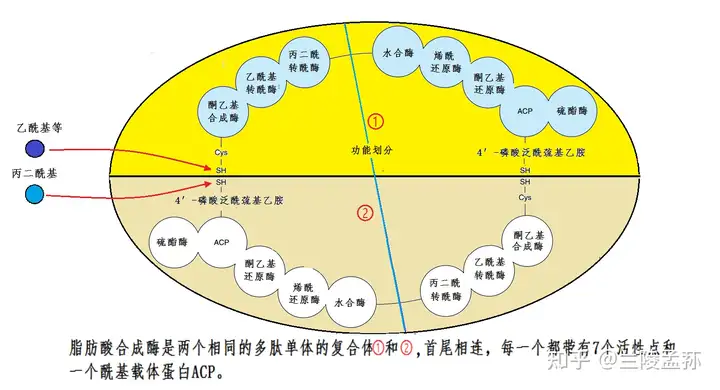 丙二酰
转酰酶
乙酰基
转酰酶
酮乙基
合成酶
水合酶
烯酰
还原酶
酮乙基
还原酶
ACP
硫酯酶
①
乙酰基等
丙二酰基
Cys
SH
功能划分
4′-磷酸泛酰巯基乙胺
SH
SH
4′-磷酸泛酰巯基乙胺
SH
Cys
②
硫酯酶
ACP
酮乙基
还原酶
烯酰
还原酶
水合酶
丙二酰
转酰酶
乙酰基
转酰酶
酮乙基
合成酶
脂肪酸合成酶是两个相同的多肽单体的复合体①和②,首尾相连，每一个都带有7个活性点和
一个酰基载体蛋白ACP。
知乎 @兰陵孟狝